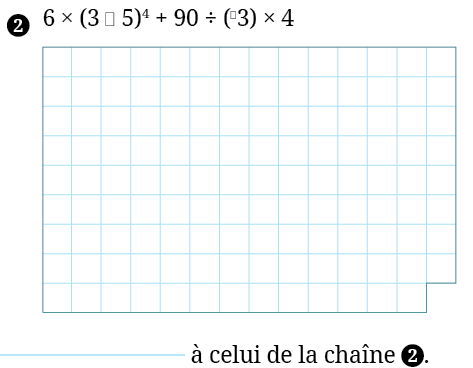 ❷ 6 × (3 □ 5)⁴ + 90 ÷ (□3) × 4
à celui de la chaîne ❷.